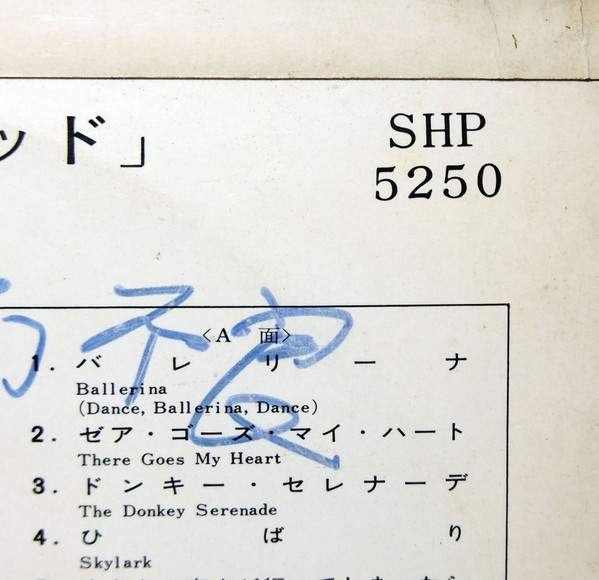 ッド」
SHP
5250
〈A 面〉
1. バレリーナ
Ballerina
(Dance, Ballerina, Dance)
2. ゼア・ゴーズ・マイ・ハート
There Goes My Heart
3. ドンキー・セレナーデ
The Donkey Serenade
4. ひばり
Skylark